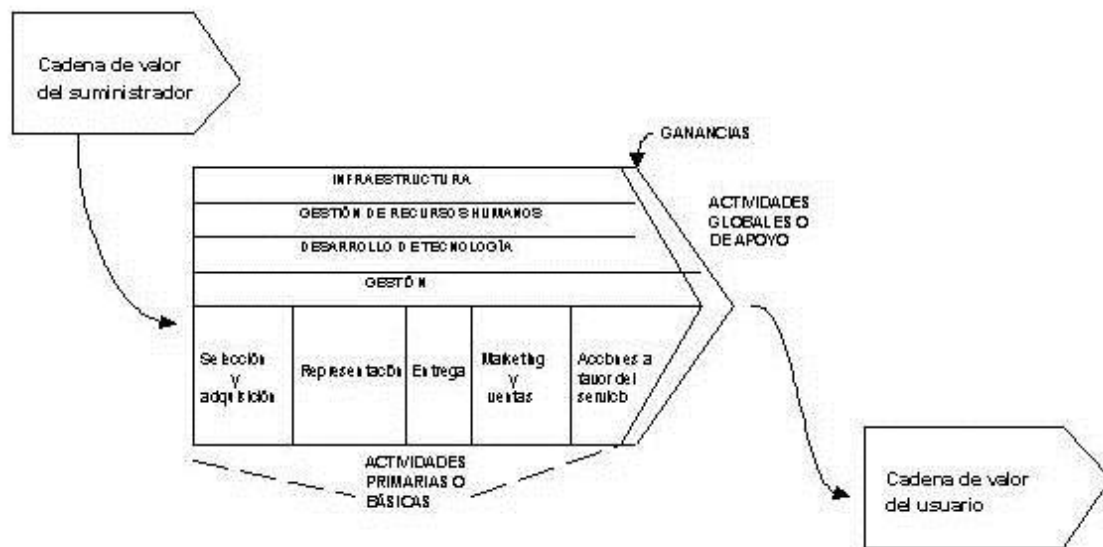 Cadena de valor
del suministrador
GANANCIAS
INFRAESTRUCTURA
GESTIÓN DE RECURSOS HUMANOS
DESARROLLO DE TECNOLOGÍA
GESTIÓN
ACTIVIDADES
GLOBALES O
DE APOYO
Selección
y
adquisición
Representación
Entrega
Marketing
y
ventas
Acciones a
favor del
servicio
ACTIVIDADES
PRIMARIAS O
BÁSICAS
Cadena de valor
del usuario